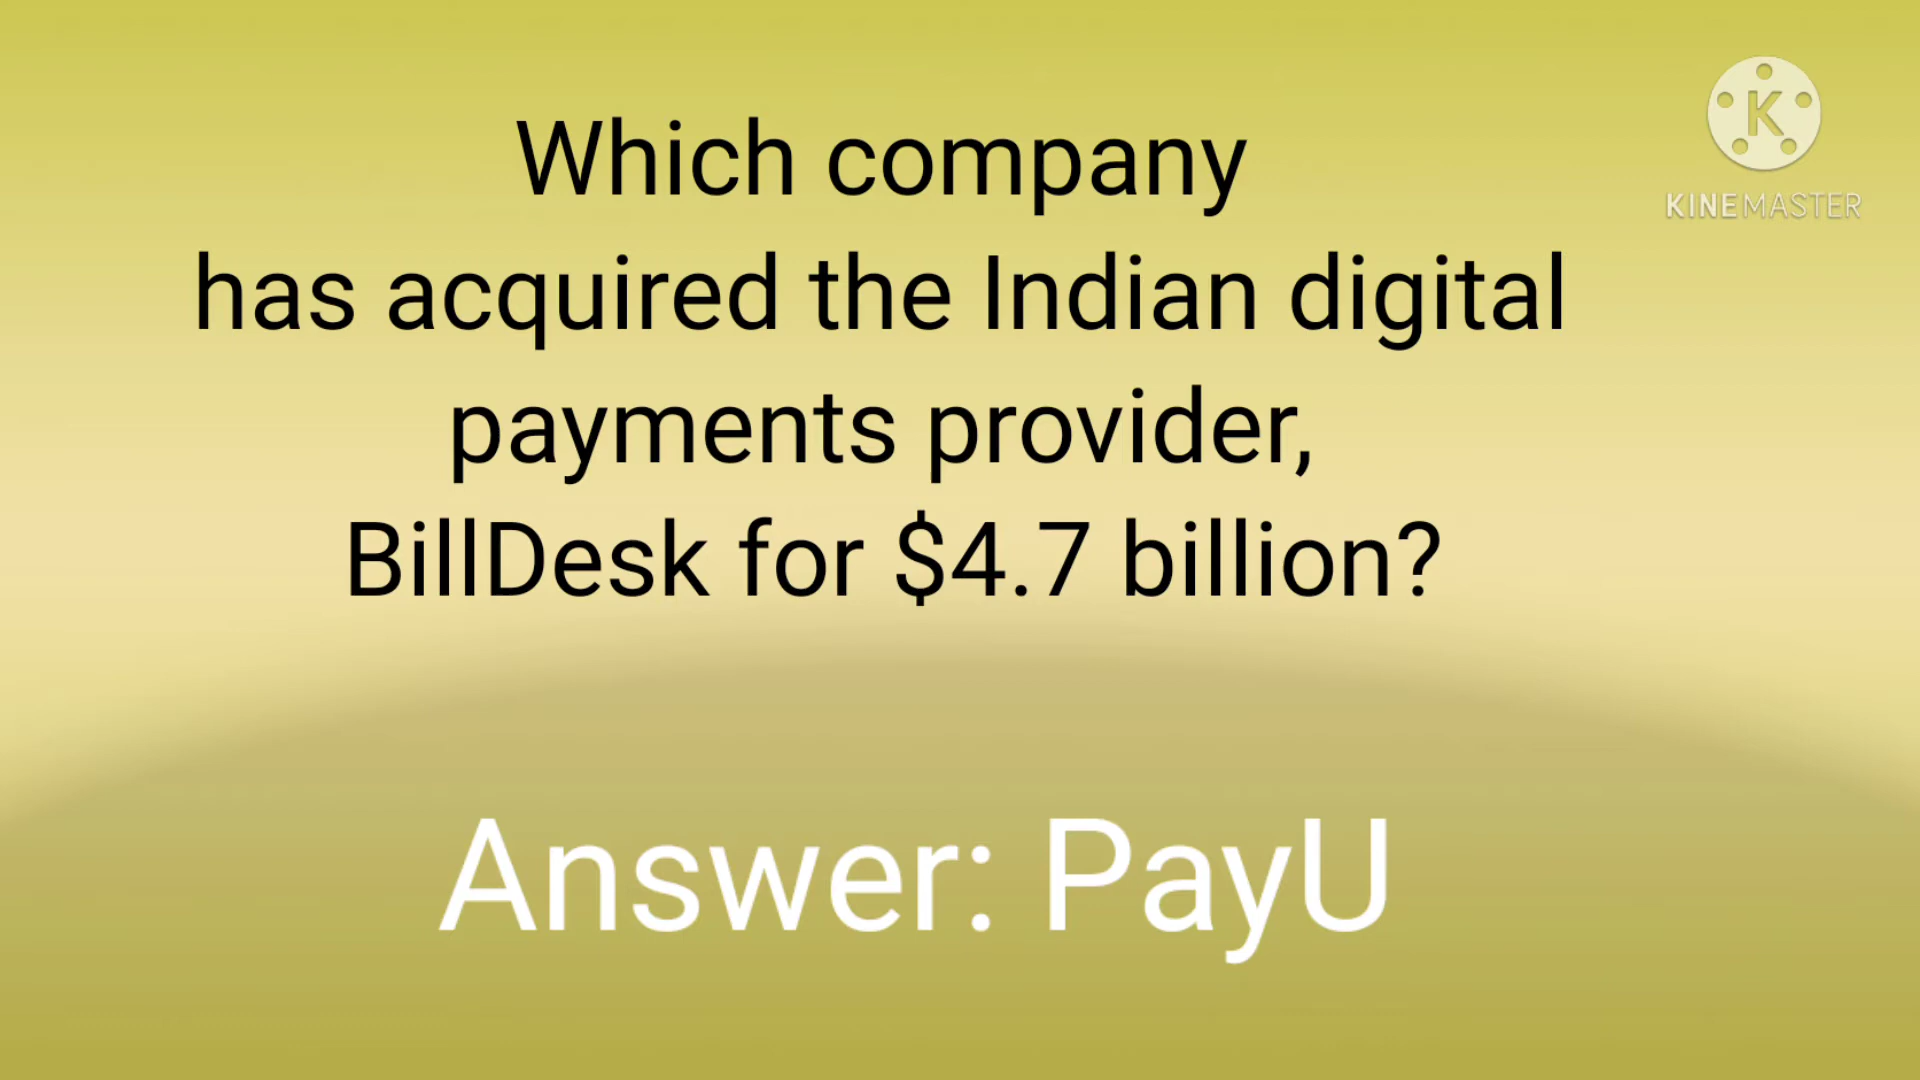 Which company
has acquired the Indian digital
payments provider,
BillDesk for $4.7 billion?
Answer: PayU
K
KINEMASTER